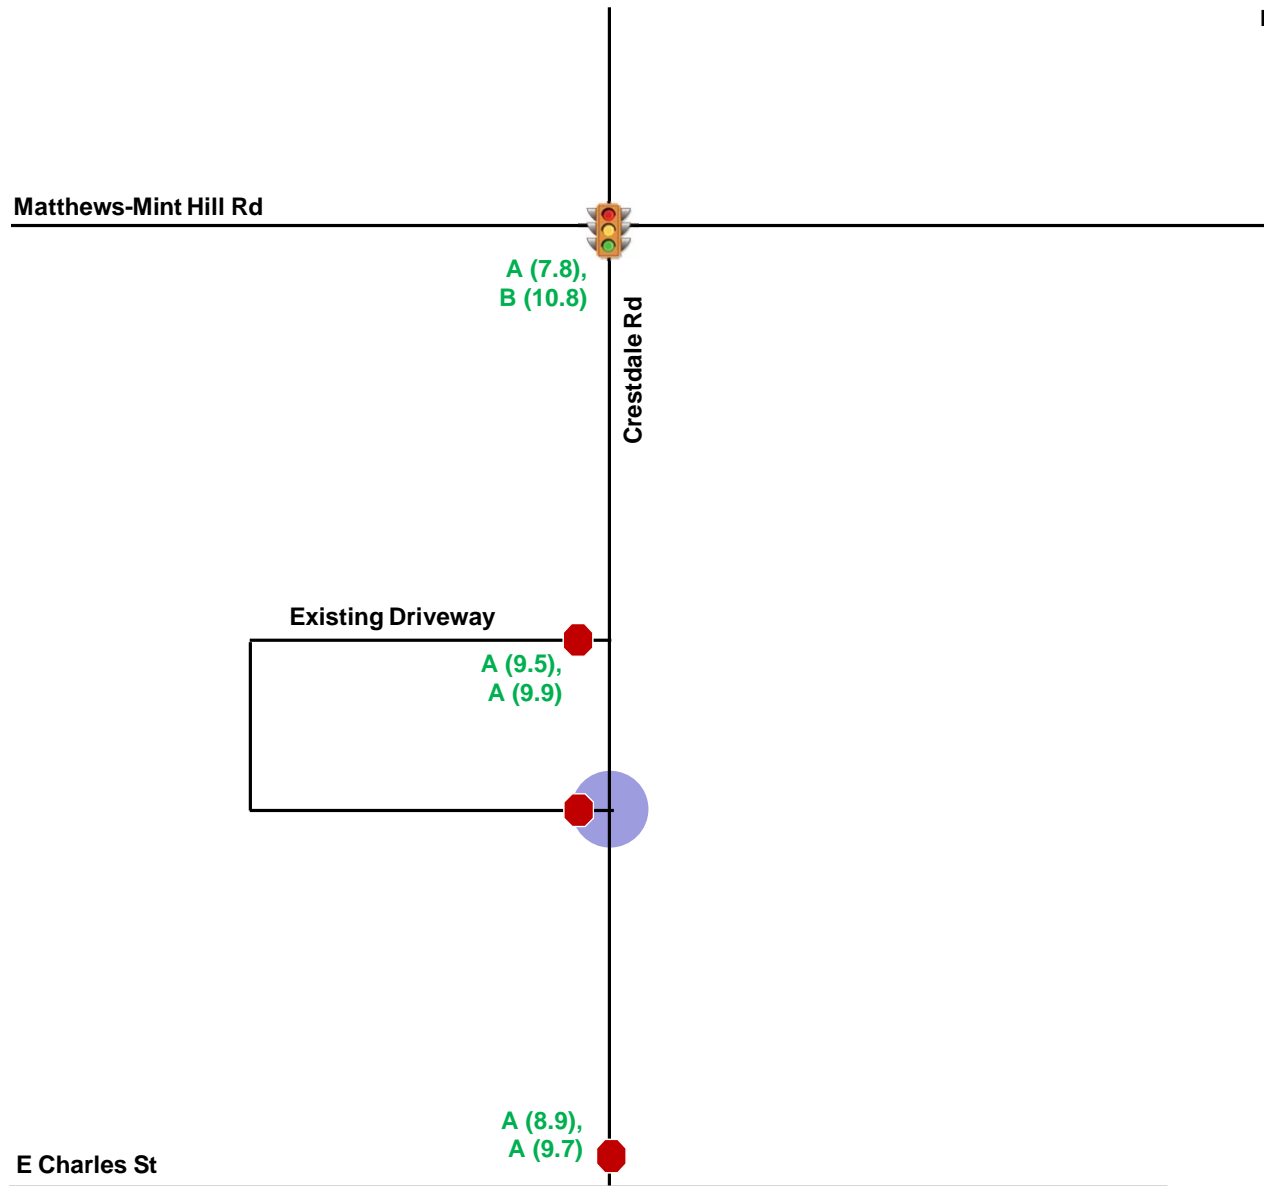 Matthews-Mint Hill Rd
A (7.8),
B (10.8)
Crestdale Rd
Existing Driveway
A (9.5),
A (9.9)
A (8.9),
A (9.7)
E Charles St